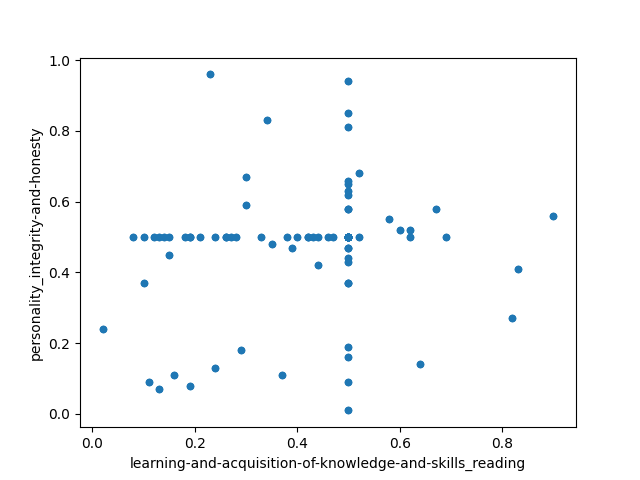 1.0
0.8
0.6
0.4
0.2
0.0
personality_integrity-and-honesty
0.0 0.2 0.4 0.6 0.8
learning-and-acquisition-of-knowledge-and-skills_reading